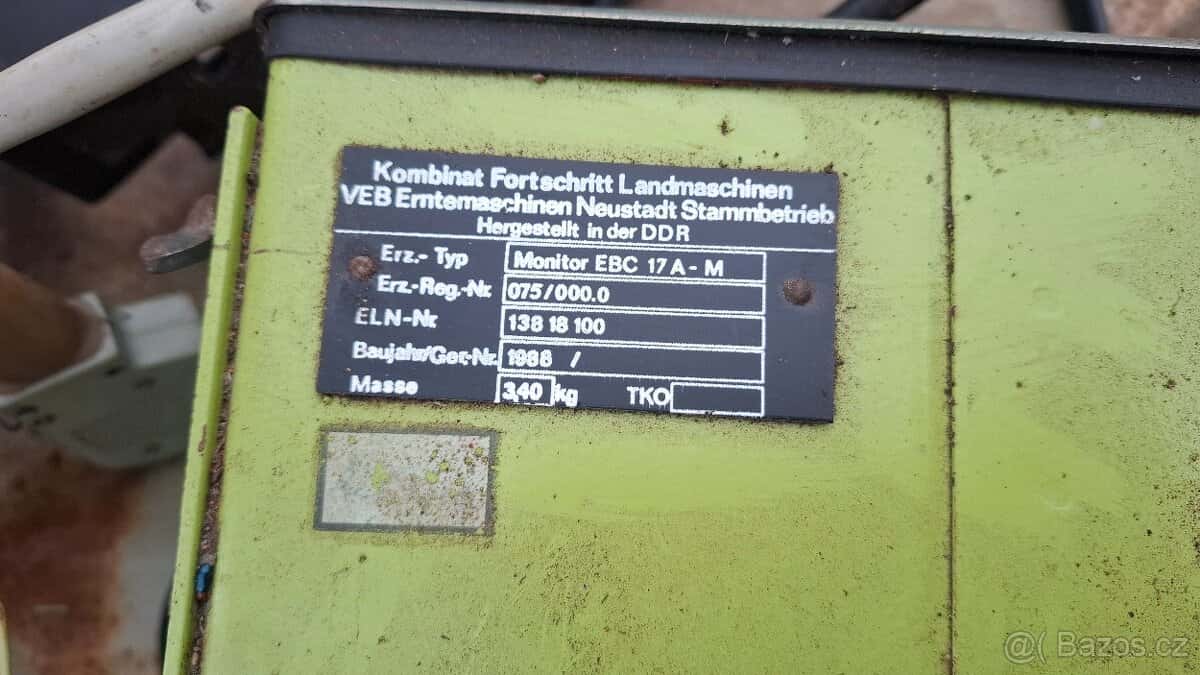 Kombinat Fortschritt Landmaschinen
VEB Erntemaschinen Neustadt Stammbetrieb
Hergestellt in der DDR
Erz.- Typ Monitor EBC 17 A - M
Erz.-Reg.-Nr. 075/000.0
ELN-Nr. 138 18 100
Baujahr/Ger.-Nr. 1988 /
Masse 3,40 kg TKO
@( Bazos.cz